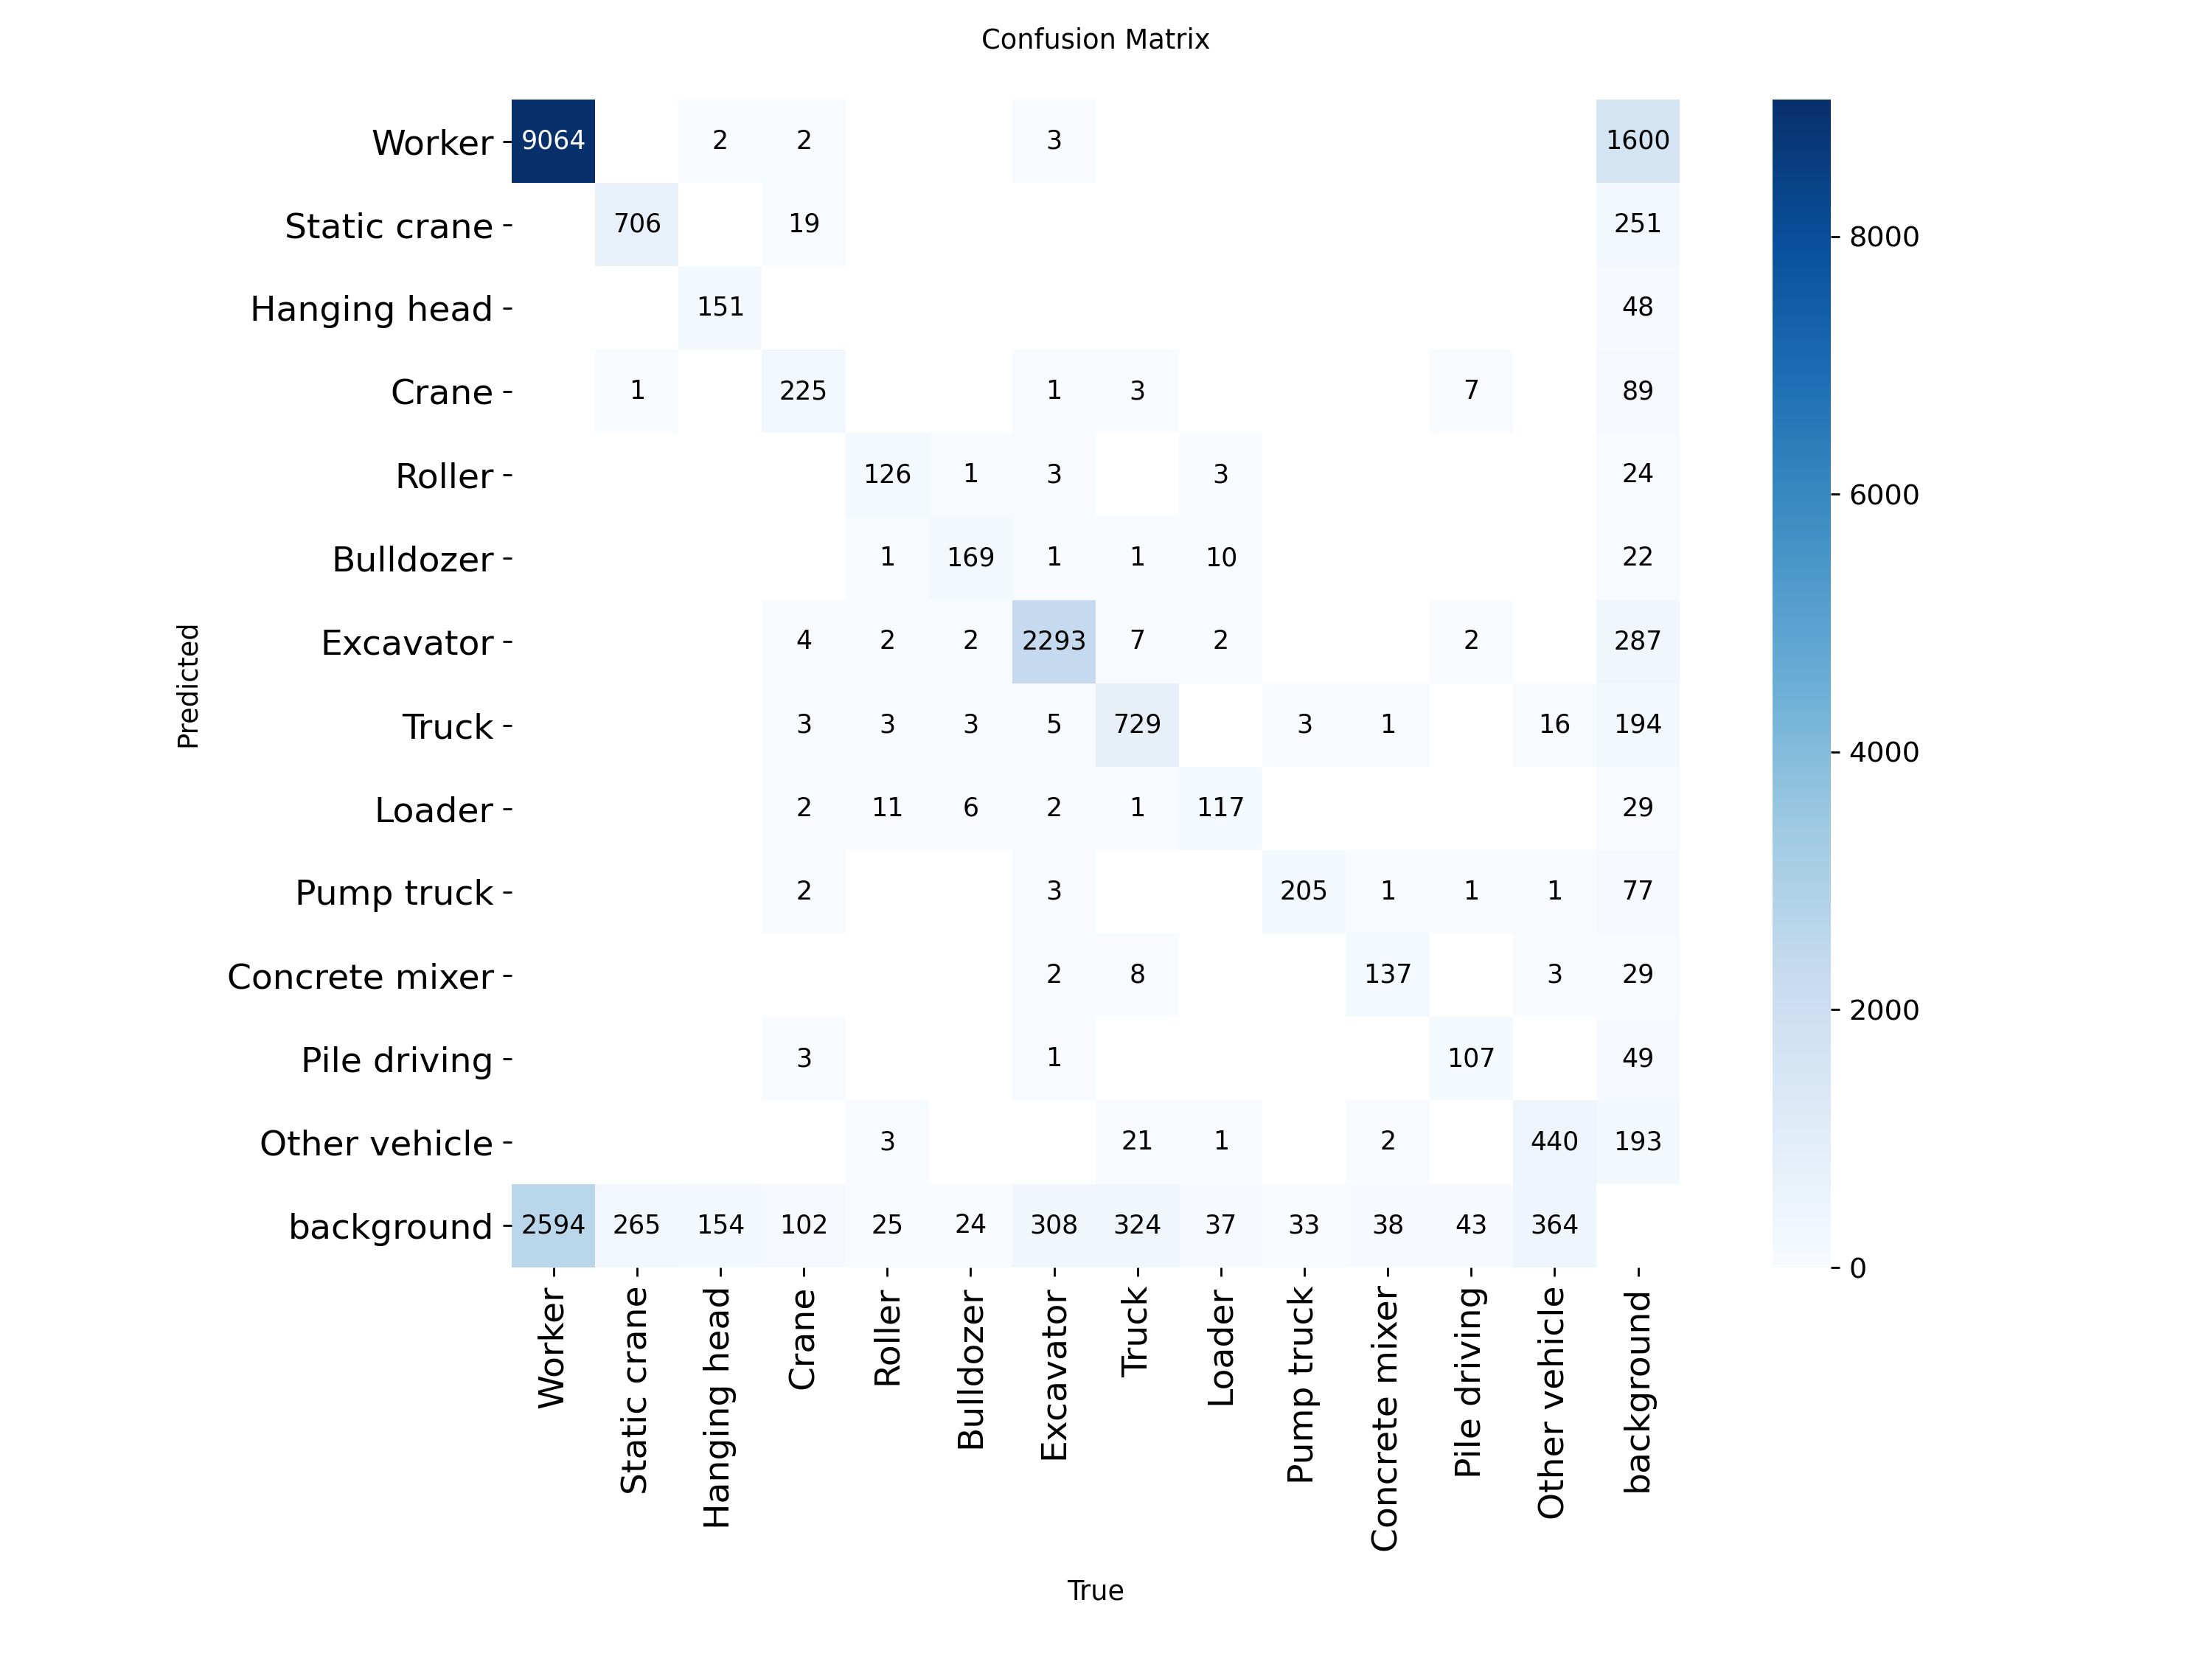 Confusion Matrix
Predicted
Worker 9064 2 2 3 1600
Static crane 706 19 251
Hanging head 151 48
Crane 1 225 1 3 7 89
Roller 126 1 3 3 24
Bulldozer 1 169 1 1 10 22
Excavator 4 2 2 2293 7 2 2 287
Truck 3 3 3 5 729 3 1 16 194
Loader 2 11 6 2 1 117 29
Pump truck 2 3 205 1 1 1 77
Concrete mixer 2 8 137 3 29
Pile driving 3 1 107 49
Other vehicle 3 21 1 2 440 193
background 2594 265 154 102 25 24 308 324 37 33 38 43 364
Worker
Static crane
Hanging head
Crane
Roller
Bulldozer
Excavator
Truck
Loader
Pump truck
Concrete mixer
Pile driving
Other vehicle
background
True
8000
6000
4000
2000
0